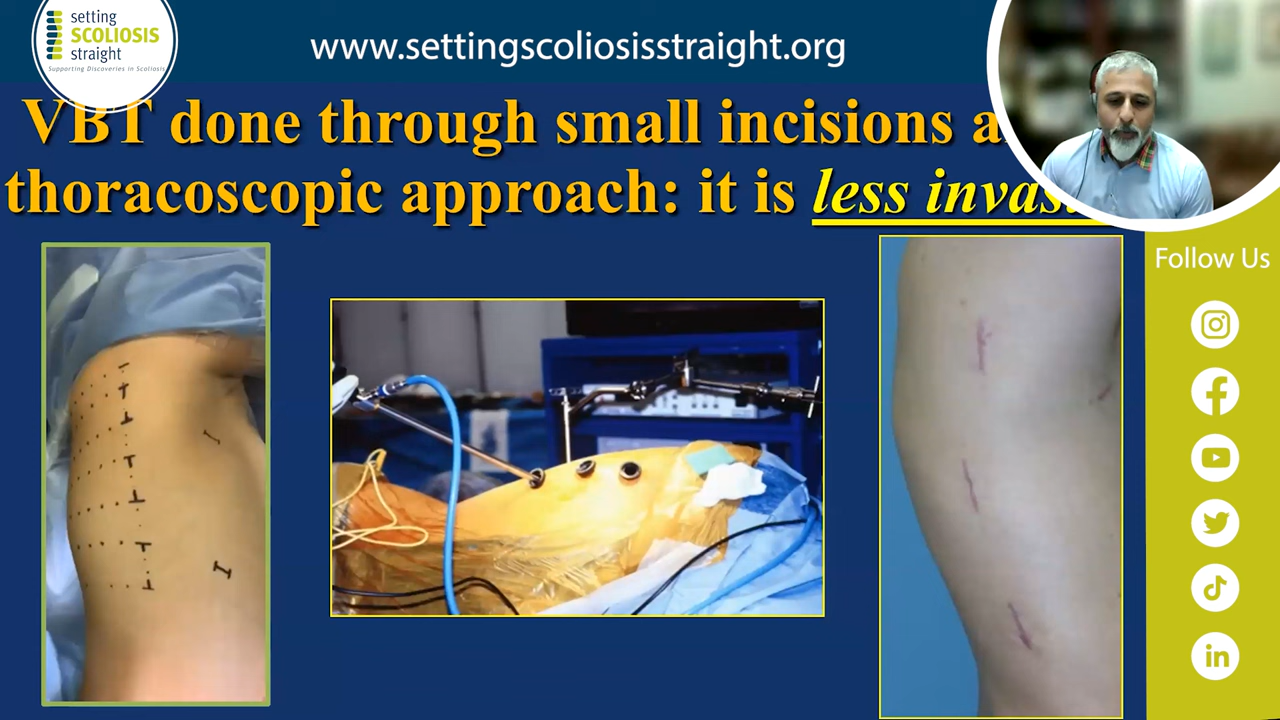 setting
SCOLIOSIS
straight
Supporting Discoveries in Scoliosis
www.settingscoliosisstraight.org
VBT done through small incisions
thoracoscopic approach: it is less
Follow Us